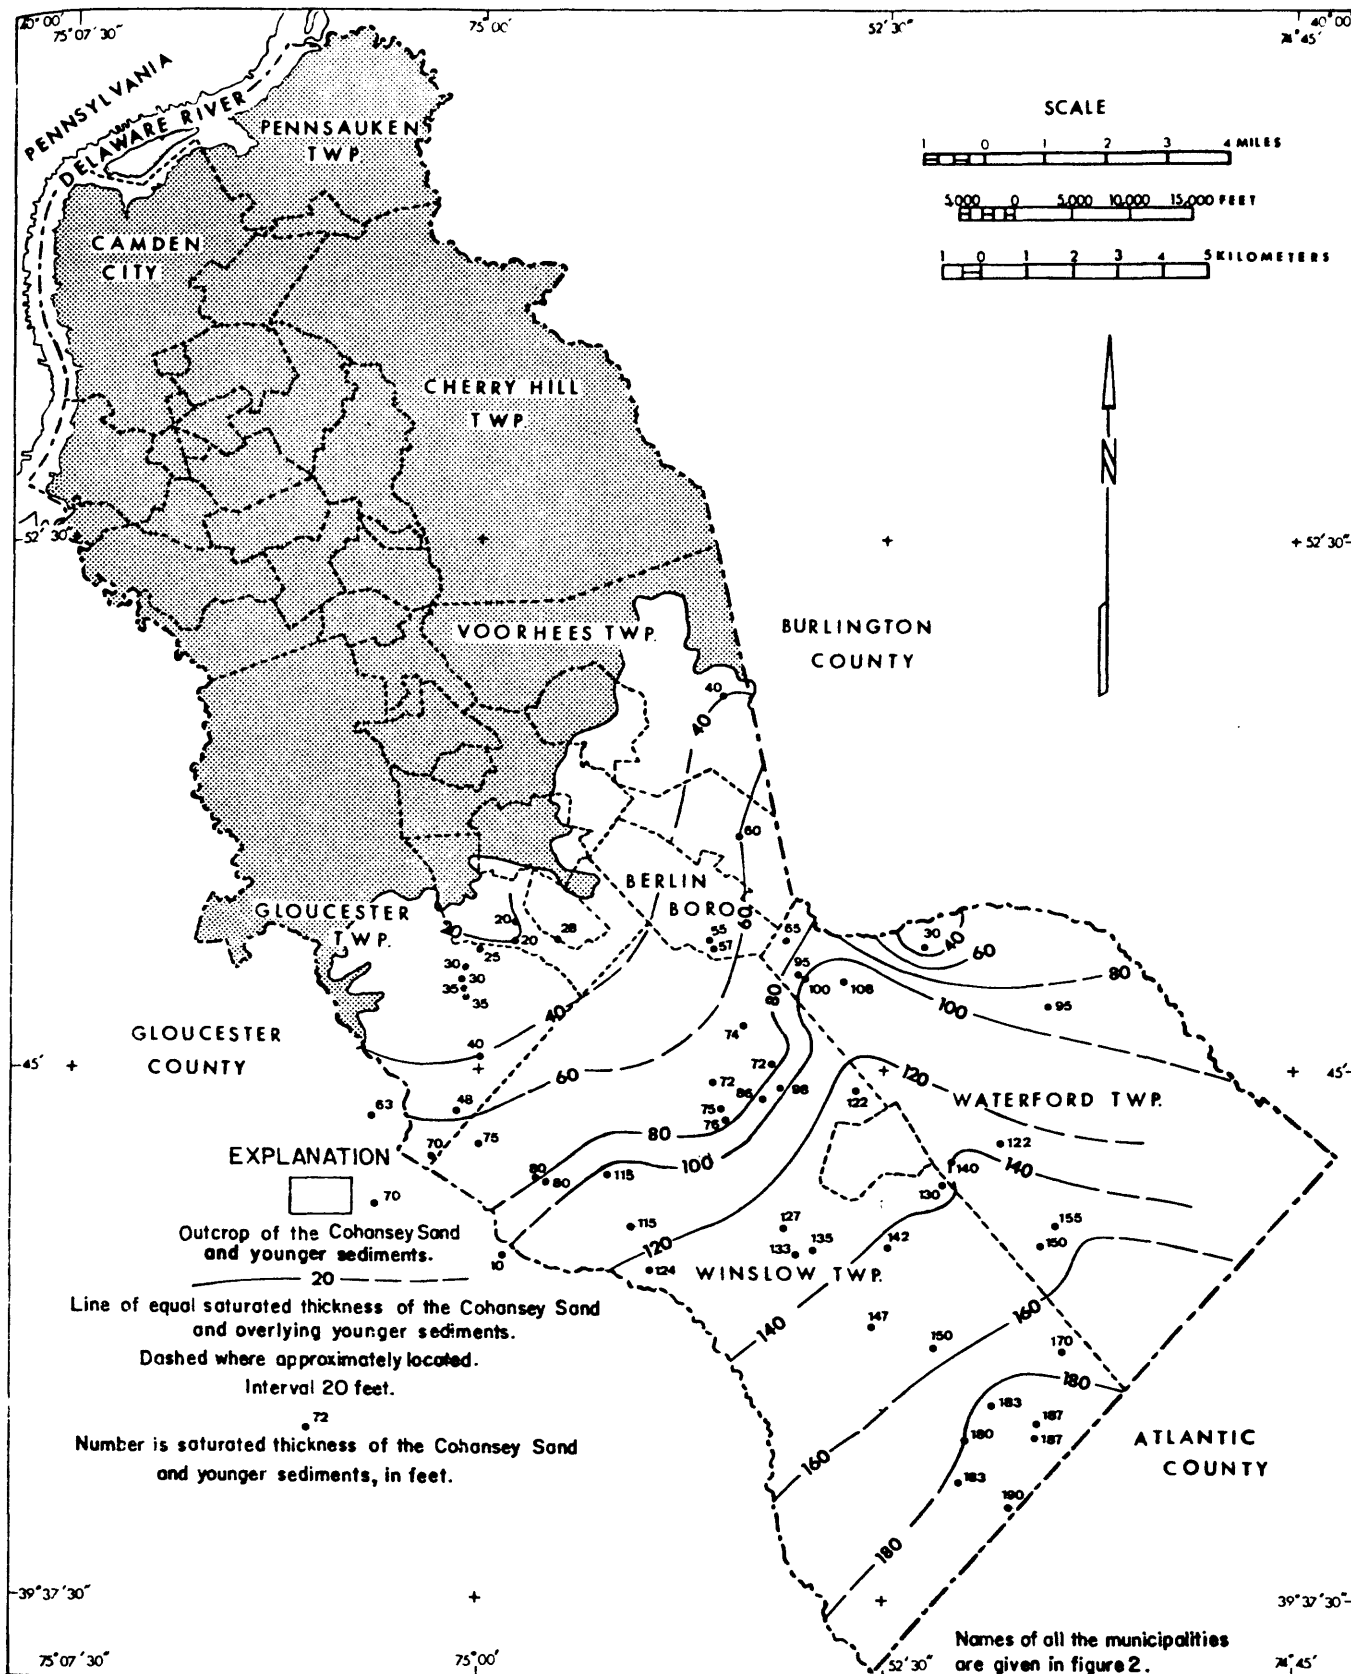 40°00'
75°07'30"
75°00'
52'30"
74°45'
40°00'
PENNSYLVANIA
DELAWARE RIVER
PENNSAUKEN
TWP.
SCALE
1 0 1 2 3 4 MILES
5,000 0 5,000 10,000 15,000 FEET
1 0 1 2 3 4 5 KILOMETERS
CAMDEN
CITY
CHERRY HILL
TWP.
N
52'30"
52'30"
VOORHEES TWP.
BURLINGTON
COUNTY
40
40
60
BERLIN
BORO
60
GLOUCESTER
TWP.
20
20
20
28
25
30
30
35
35
55
57
65
95
100
108
30
40
60
80
100
95
80
40
74
GLOUCESTER
COUNTY
40
45'
45'
60
72
72
98
86
75
76
122
120
WATERFORD TWP.
63
48
70
75
80
100
122
140
140
130
EXPLANATION
70
80
80
115
Outcrop of the Cohansey Sand
and younger sediments.
115
120
124
127
133
135
142
155
150
10
WINSLOW TWP.
20
Line of equal saturated thickness of the Cohansey Sand
and overlying younger sediments.
Dashed where approximately located.
Interval 20 feet.
72
Number is saturated thickness of the Cohansey Sand
and younger sediments, in feet.
140
147
150
160
170
180
183
187
187
180
183
190
160
180
ATLANTIC
COUNTY
39°37'30"
39°37'30"
Names of all the municipalities
are given in figure 2.
75°07'30"
75°00'
52'30"
74°45'